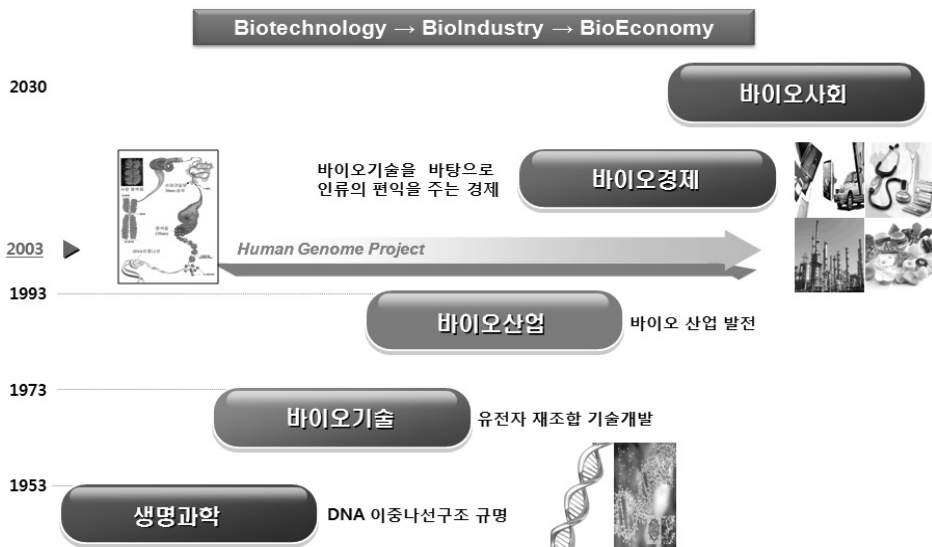 Biotechnology → BioIndustry → BioEconomy
2030
바이오사회
바이오기술을 바탕으로
인류의 편익을 주는 경제
바이오경제
2003
Human Genome Project
1993
바이오산업
바이오 산업 발전
1973
바이오기술
유전자 재조합 기술개발
1953
생명과학
DNA 이중나선구조 규명